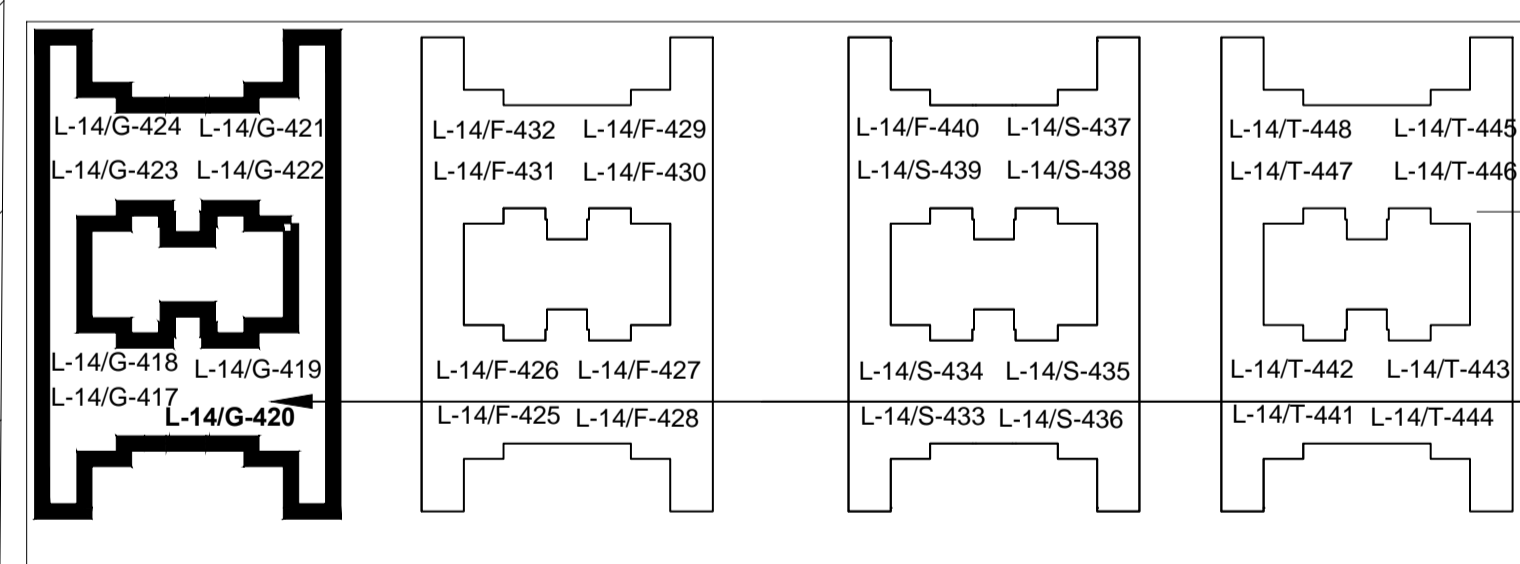 L-14/G-424 L-14/G-421
L-14/G-423 L-14/G-422
L-14/G-418 L-14/G-419
L-14/G-417
L-14/G-420
L-14/F-432 L-14/F-429
L-14/F-431 L-14/F-430
L-14/F-426 L-14/F-427
L-14/F-425 L-14/F-428
L-14/F-440 L-14/S-437
L-14/S-439 L-14/S-438
L-14/S-434 L-14/S-435
L-14/S-433 L-14/S-436
L-14/T-448 L-14/T-445
L-14/T-447 L-14/T-446
L-14/T-442 L-14/T-443
L-14/T-441 L-14/T-444